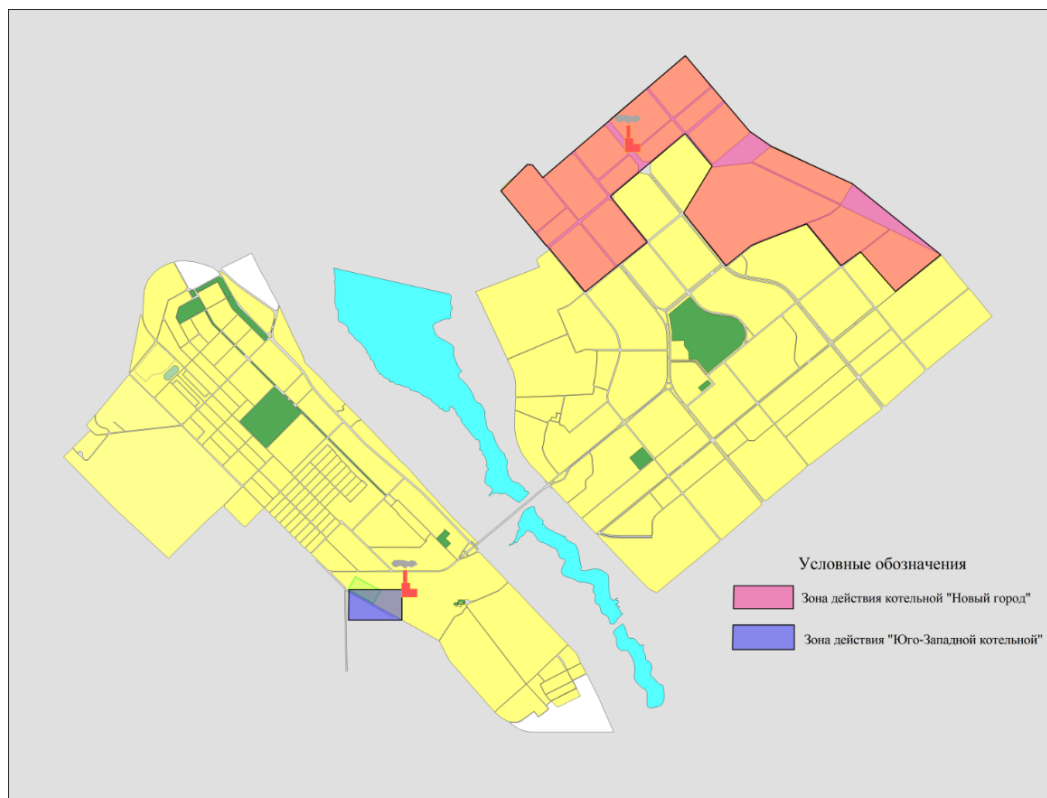 Условные обозначения
Зона действия котельной "Новый город"
Зона действия "Юго-Западной котельной"